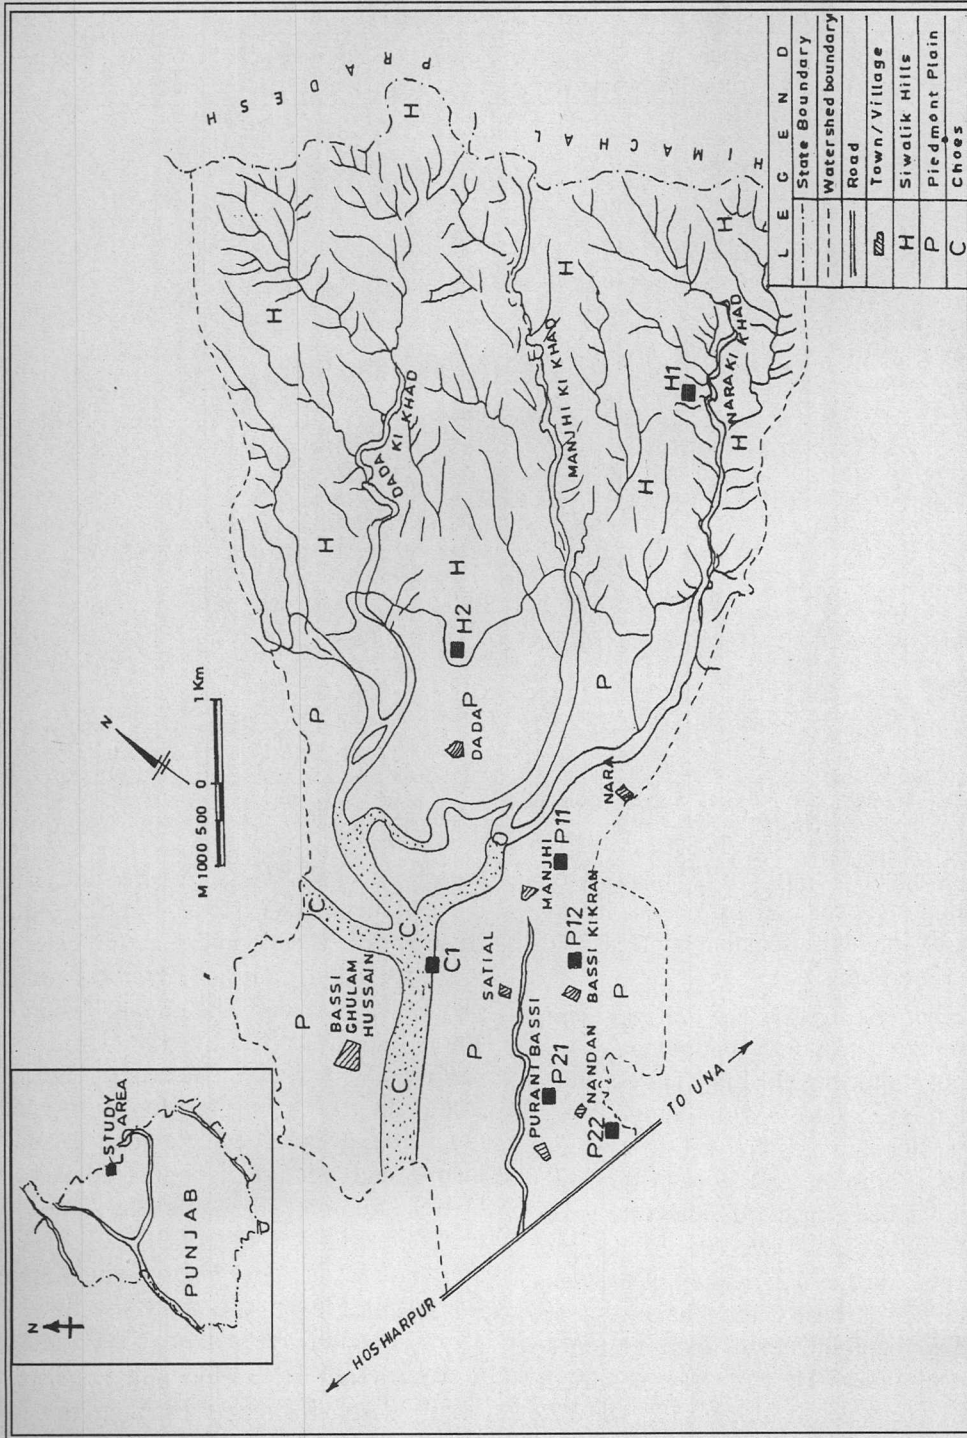 N
PUNJAB
STUDY
AREA
HOSHIARPUR
TO UNA
M 1000 500 0 1 Km
N
BASSI
GHULAM
HUSSAIN
P
C
C
C
C1
P
SATIAL
PURANI BASSI
P21
P22
NANDAN
P12
BASSI KIKRAN
P
MANJHI
P11
NARA
DADA
P
P
P
H2
H
H
DADA
KI KHAD
MANJHI KI KHAD
NARA KI KHAD
H1
H
H
H
H
H
H
HIMACHAL
PRADESH
LEGEND
State Boundary
Watershed boundary
Road
Town/Village
H Siwalik Hills
P Piedmont Plain
C Choes